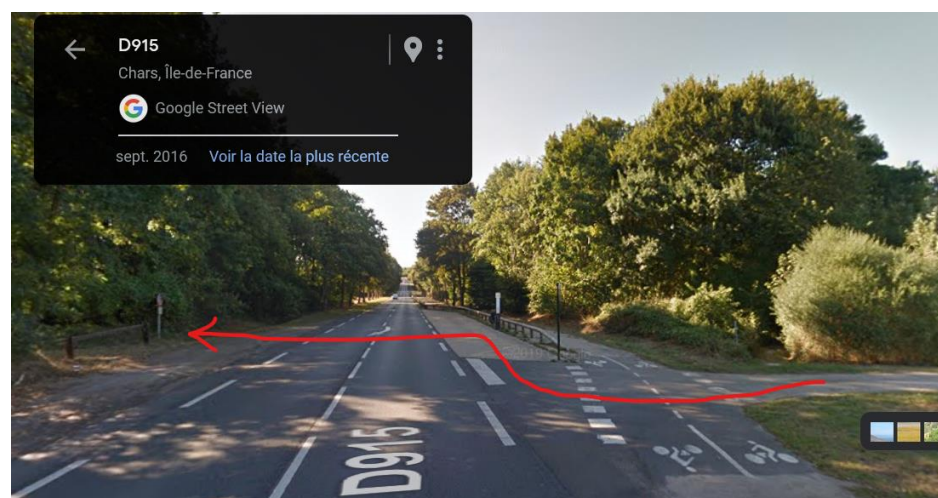 D915
Chars, Île-de-France
Google Street View
sept. 2016 Voir la date la plus récente
D915